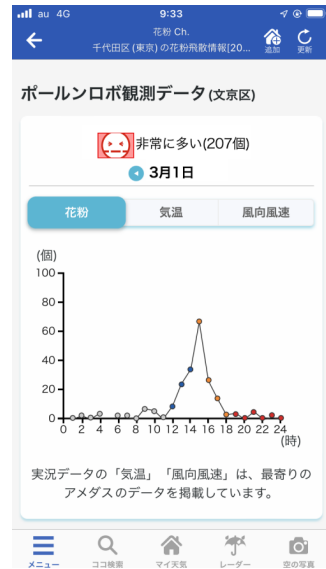 au 4G 9:33
花粉 Ch.
千代田区 (東京) の花粉飛散情報[20...
追加 更新
ポールンロボ観測データ(文京区)
非常に多い(207個)
3月1日
花粉 気温 風向風速
(個)
100
80
60
40
20
0
0 2 4 6 8 10 12 14 16 18 20 22 24
(時)
実況データの「気温」「風向風速」は、最寄りの
アメダスのデータを掲載しています。
メニュー ココ検索 マイ天気 レーダー 空の写真